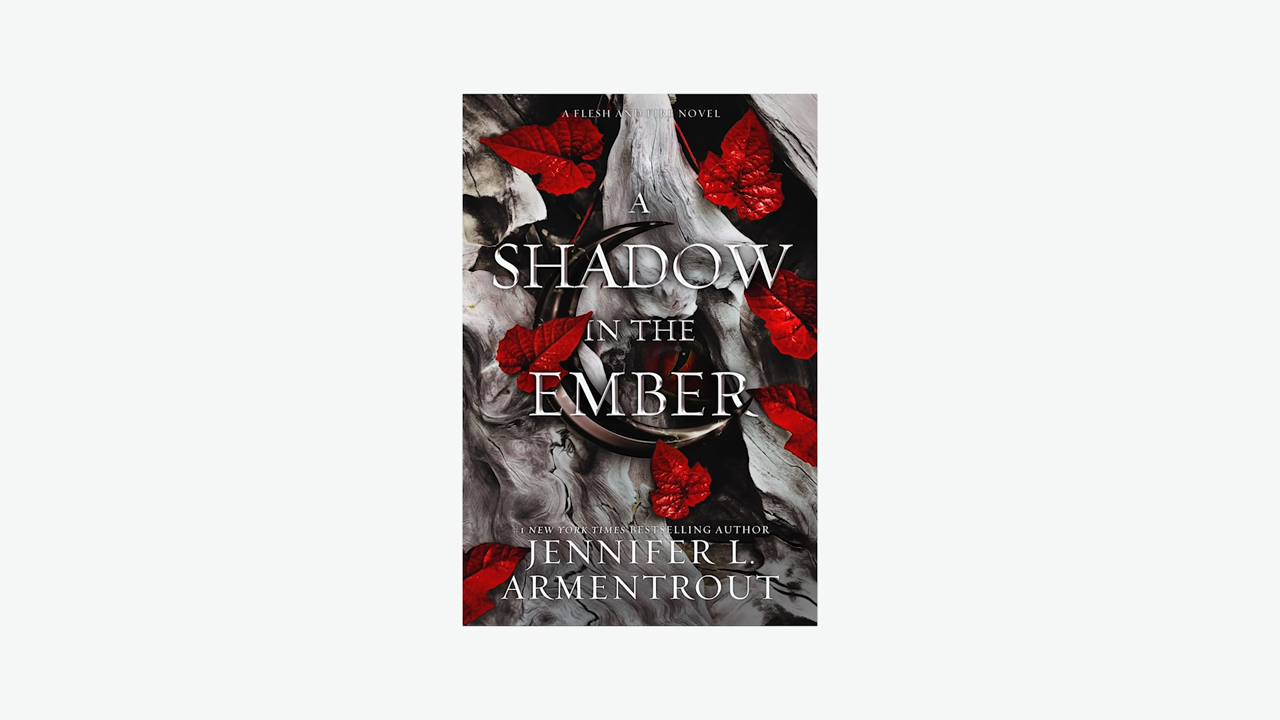 A FLESH AND FIRE NOVEL
A
SHADOW
IN THE
EMBER
#1 NEW YORK TIMES BESTSELLING AUTHOR
JENNIFER L.
ARMENTROUT